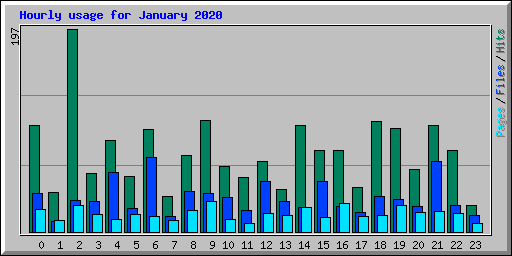 Hourly usage for January 2020
197
Pages/Files/Hits
0 1 2 3 4 5 6 7 8 9 10 11 12 13 14 15 16 17 18 19 20 21 22 23